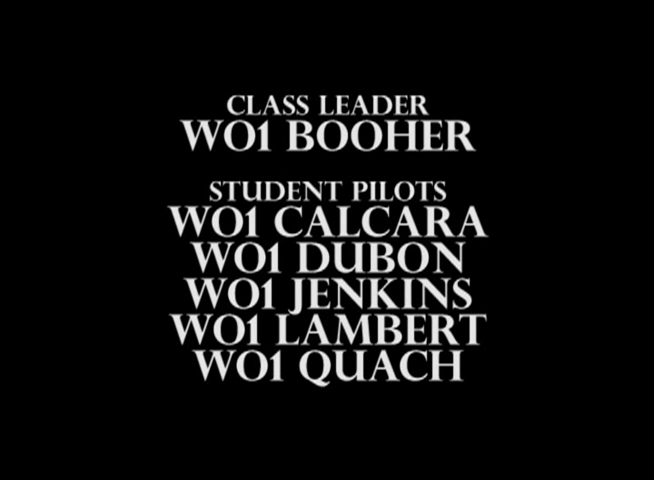 CLASS LEADER
WO1 BOOHER
STUDENT PILOTS
WO1 CALCARA
WO1 DUBON
WO1 JENKINS
WO1 LAMBERT
WO1 QUACH